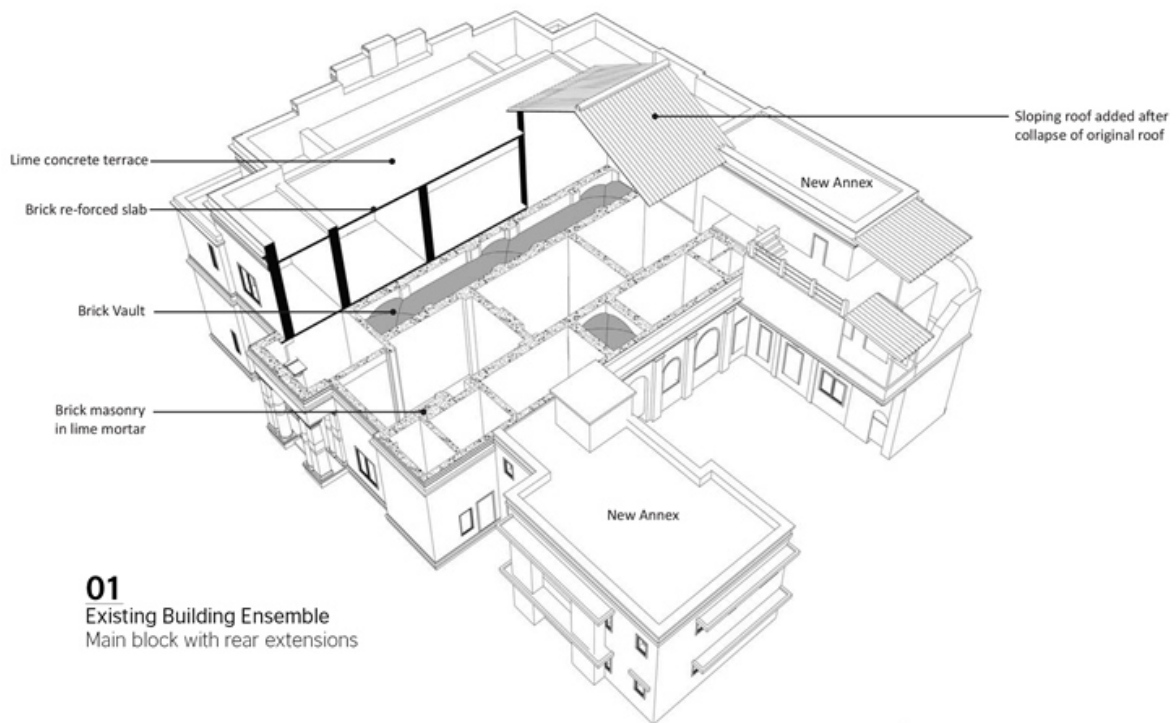 Sloping roof added after
collapse of original roof
Lime concrete terrace
New Annex
Brick re-forced slab
Brick Vault
Brick masonry
in lime mortar
New Annex
01
Existing Building Ensemble
Main block with rear extensions